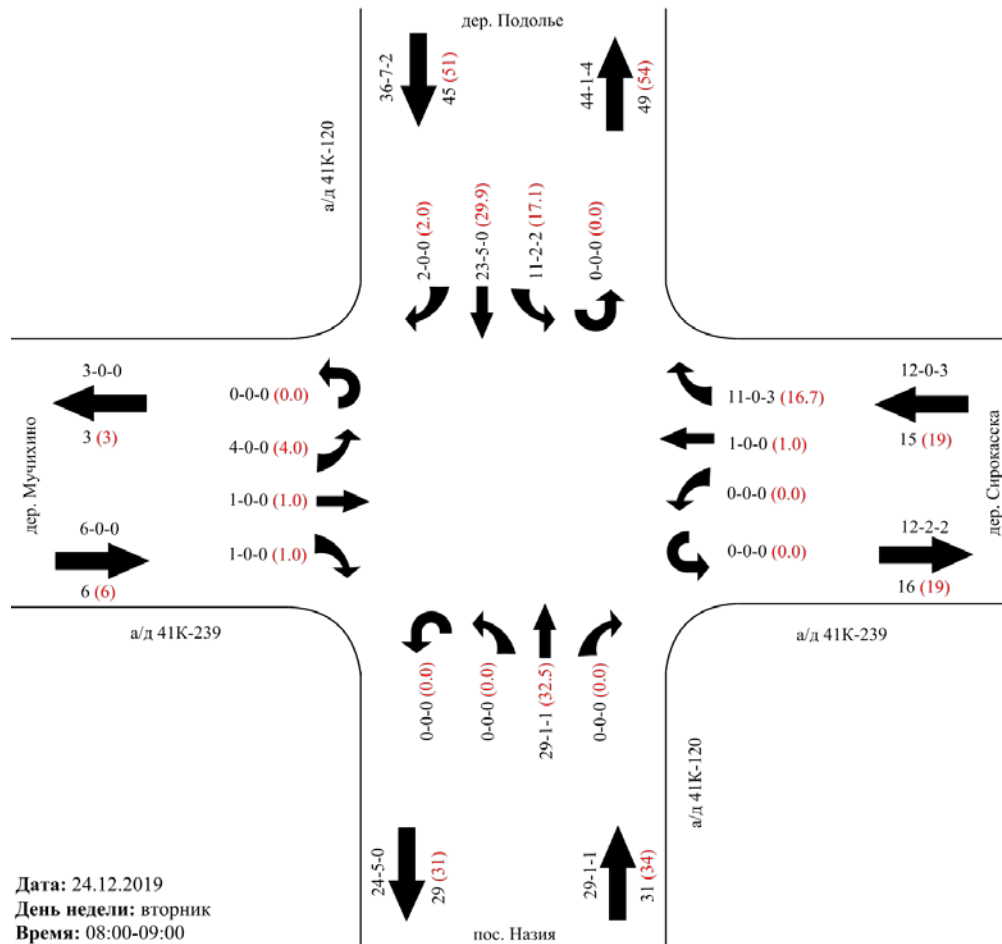 дер. Подолье
36-7-2
45 (51)
44-1-4
49 (54)
а/д 41К-120
2-0-0 (2.0)
23-5-0 (29.9)
11-2-2 (17.1)
0-0-0 (0.0)
3-0-0
3 (3)
дер. Мучихино
6-0-0
6 (6)
0-0-0 (0.0)
4-0-0 (4.0)
1-0-0 (1.0)
1-0-0 (1.0)
11-0-3 (16.7)
1-0-0 (1.0)
0-0-0 (0.0)
0-0-0 (0.0)
12-0-3
15 (19)
дер. Сирокасска
12-2-2
16 (19)
а/д 41К-239
а/д 41К-239
0-0-0 (0.0)
0-0-0 (0.0)
29-1-1 (32.5)
0-0-0 (0.0)
а/д 41К-120
24-5-0
29 (31)
29-1-1
31 (34)
Дата: 24.12.2019
День недели: вторник
Время: 08:00-09:00
пос. Назия